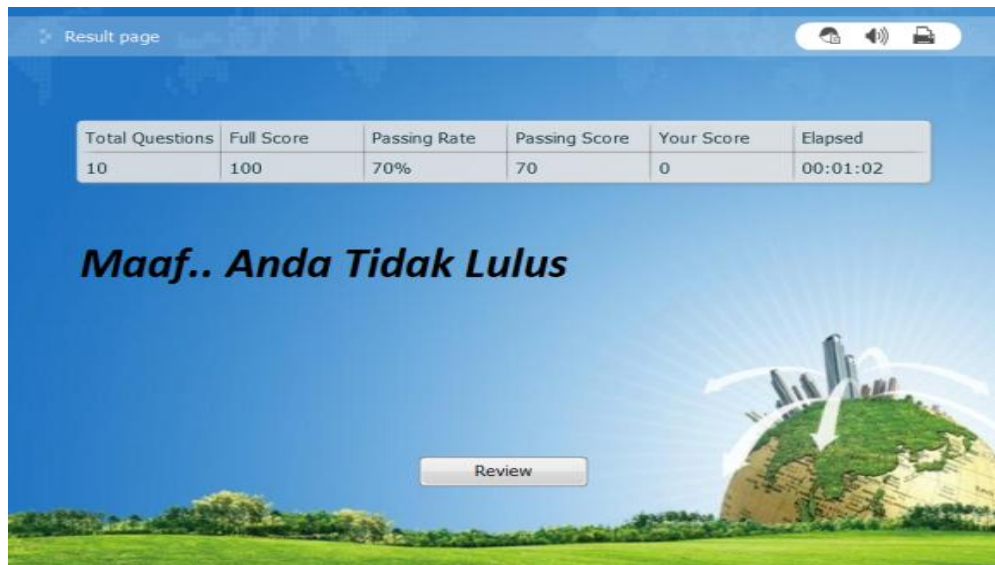 Result page
Total Questions Full Score Passing Rate Passing Score Your Score Elapsed
10 100 70% 70 0 00:01:02
Maaf.. Anda Tidak Lulus
Review